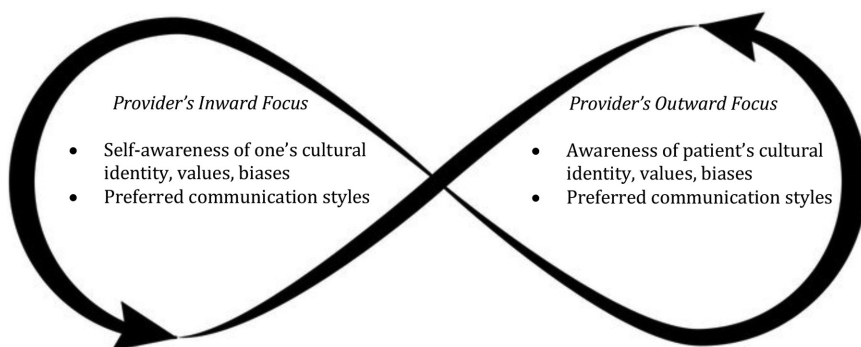 Provider’s Inward Focus
• Self-awareness of one’s cultural
identity, values, biases
• Preferred communication styles
Provider’s Outward Focus
• Awareness of patient’s cultural
identity, values, biases
• Preferred communication styles